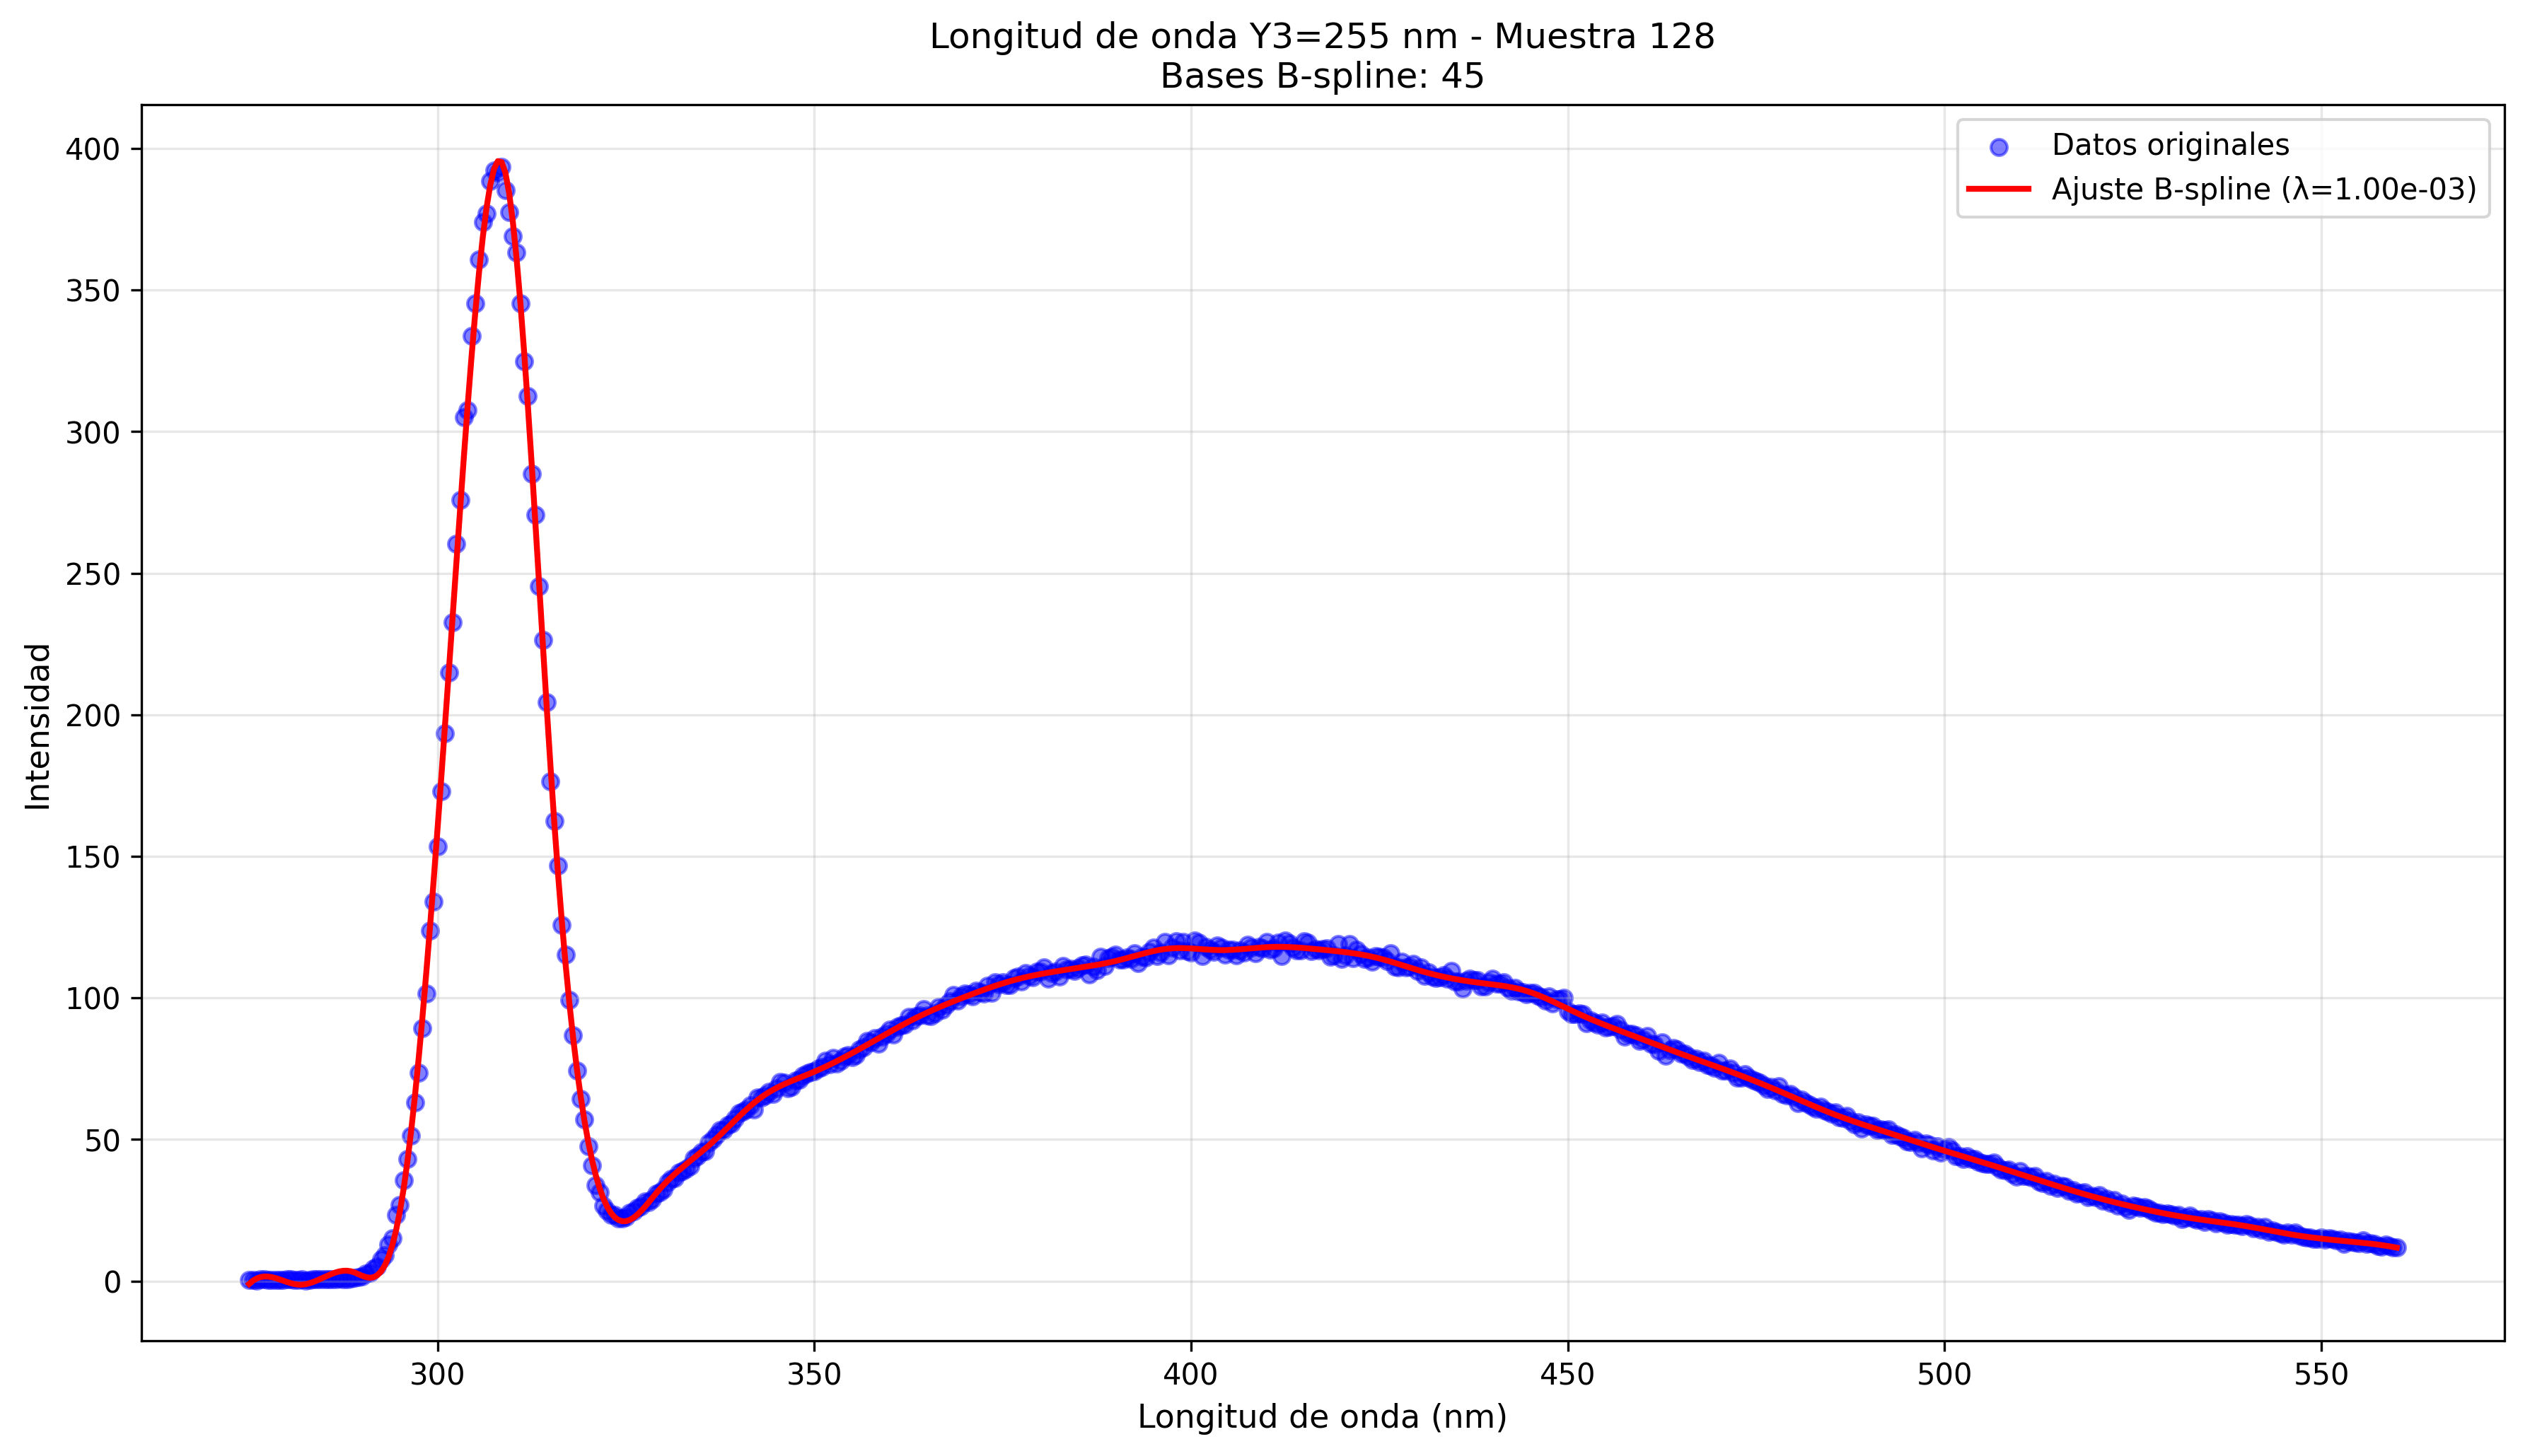 Longitud de onda Y3=255 nm - Muestra 128
Bases B-spline: 45
Datos originales
Ajuste B-spline (λ=1.00e-03)
Intensidad
400
350
300
250
200
150
100
50
0
300 350 400 450 500 550
Longitud de onda (nm)